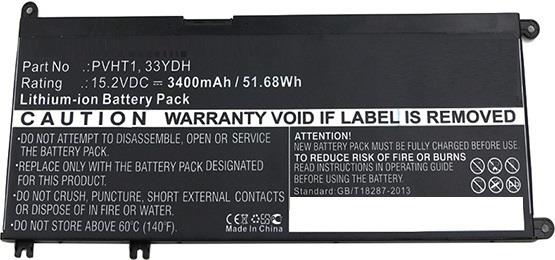 Part No .:PVHT1, 33YDH
Rating .:15.2VDC ⎓ 3400mAh / 51.68Wh
Lithium-ion Battery Pack
CAUTION WARRANTY VOID IF LABEL IS REMOVED
•DO NOT ATTEMPT TO DISASSEMBLE, OPEN OR SERVICE
THE BATTERY PACK
•REPLACE ONLY WITH THE BATTERY PACK DESIGNATED
FOR THIS PRODUCT
•DO NOT CRUSH, PUNCTURE, SHORT EXTERNAL CONTACTS
OR DISPOSE OF IN FIRE OR WATER
•DO NOT STORE ABOVE 60℃ (140℉)
ATTENTION!
NEW BATTERY PACK MUST BE FULLY CHARGED BEFORE USE
TO REDUCE RISK OF FIRE OR BURNS
READ INSTRUCTIONS IN OPERATING GUIDE
BEFORE BATTERY USE
Standard:GB/T18287-2013
CE FC
Made In China